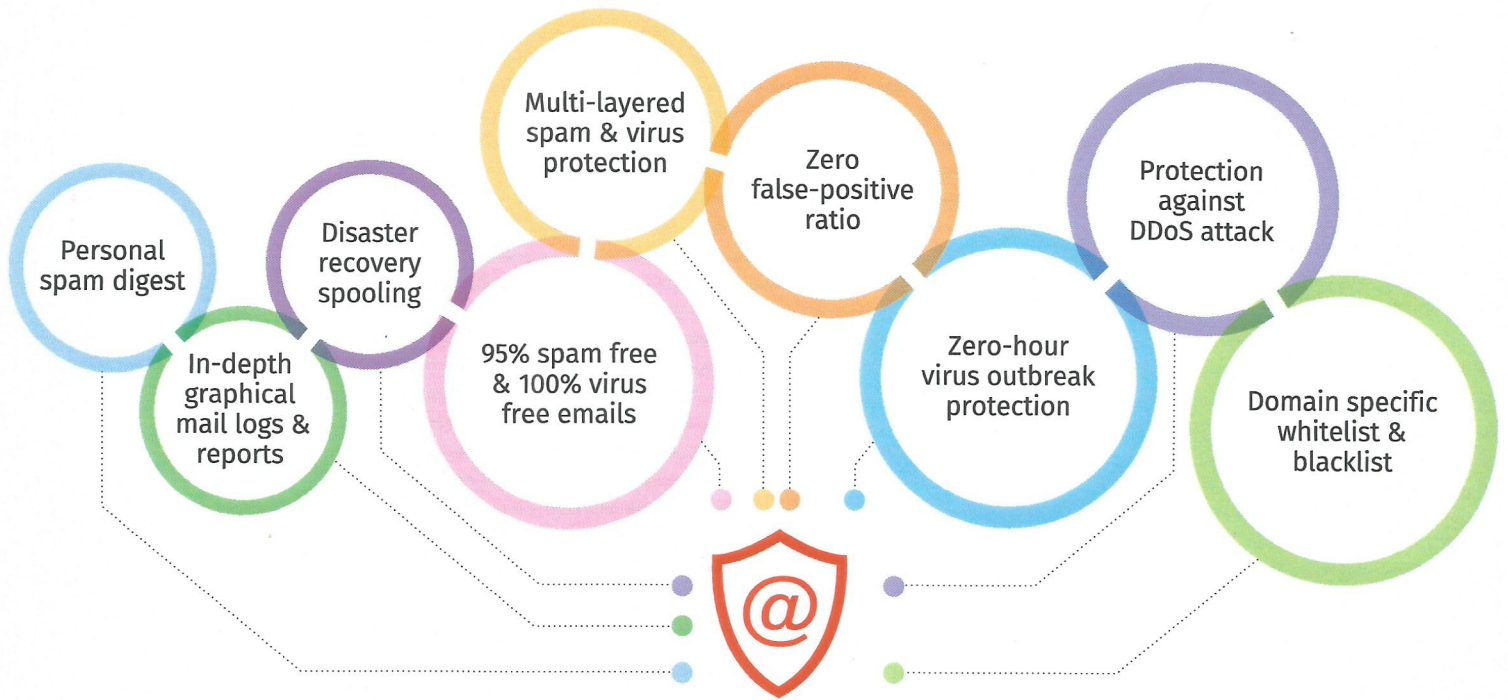 Personal
spam digest
In-depth
graphical
mail logs &
reports
Disaster
recovery
spooling
95% spam free
& 100% virus
free emails
Multi-layered
spam & virus
protection
Zero
false-positive
ratio
Zero-hour
virus outbreak
protection
Protection
against
DDoS attack
Domain specific
whitelist &
blacklist
@